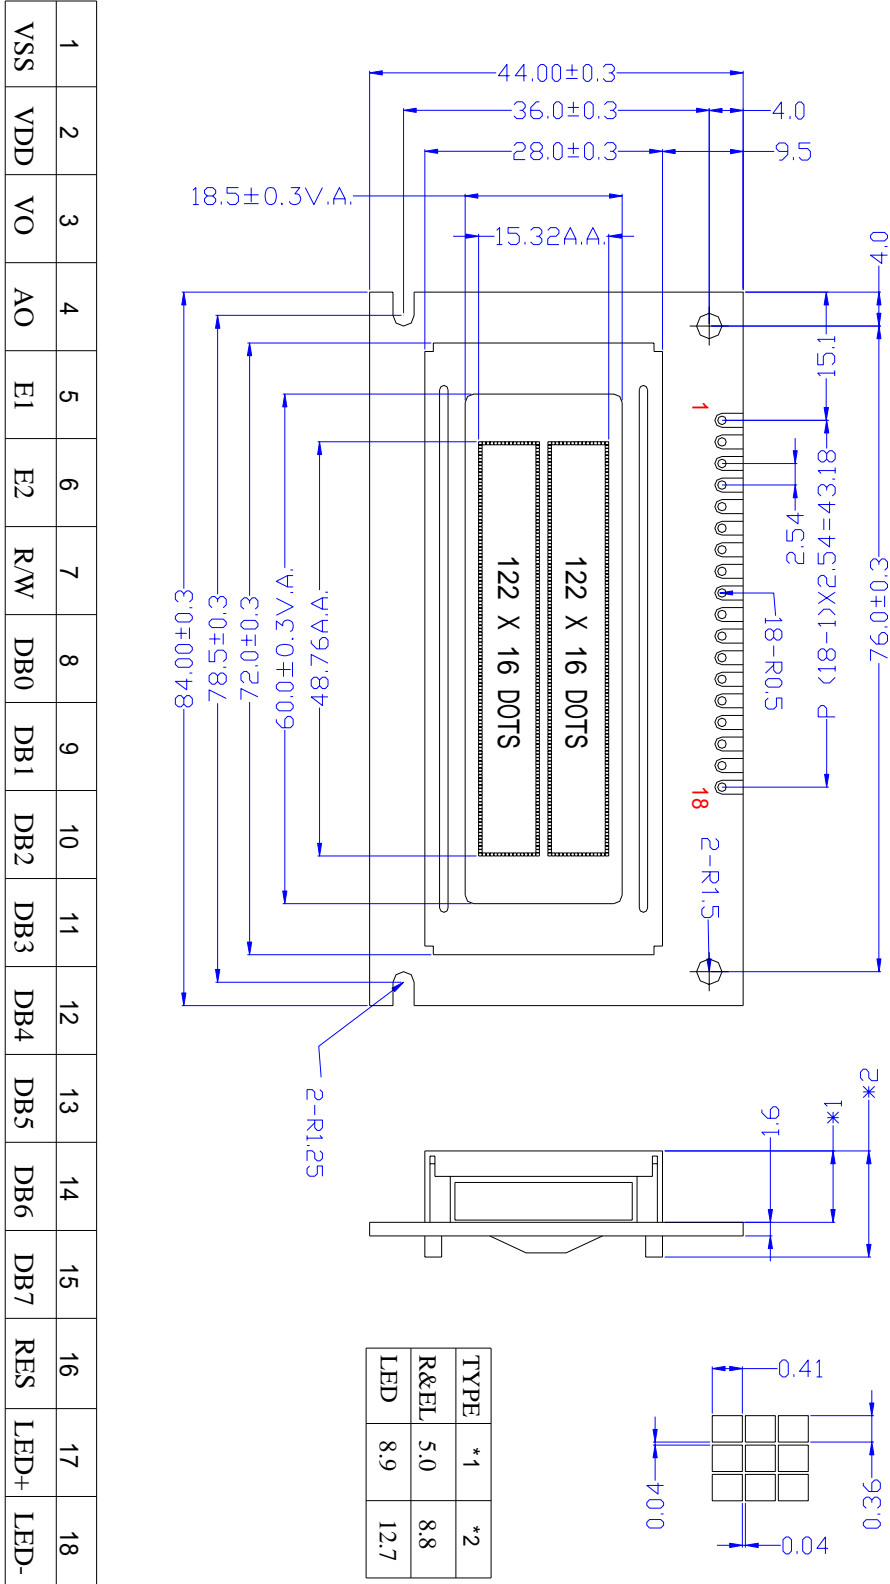 44.00±0.3
36.0±0.3
4.0
28.0±0.3
9.5
18.5±0.3V.A.
15.32A.A.
4.0
15.1
76.0±0.3
P (18-1)X2.54=43.18
2.54
18-R0.5
1
18
2-R1.5
122 X 16 DOTS
122 X 16 DOTS
48.79A.A.
60.0±0.3V.A.
72.0±0.3
78.5±0.3
84.00±0.3
2-R1.25
*2
*1
1.6
0.41
0.36
0.04
0.04
TYPE *1 *2
R&EL 5.0 8.8
LED 8.9 12.7
1 2 3 4 5 6 7 8 9 10 11 12 13 14 15 16 17 18
VSS VDD VO AO E1 E2 R/W DB0 DB1 DB2 DB3 DB4 DB5 DB6 DB7 RES LED+ LED-